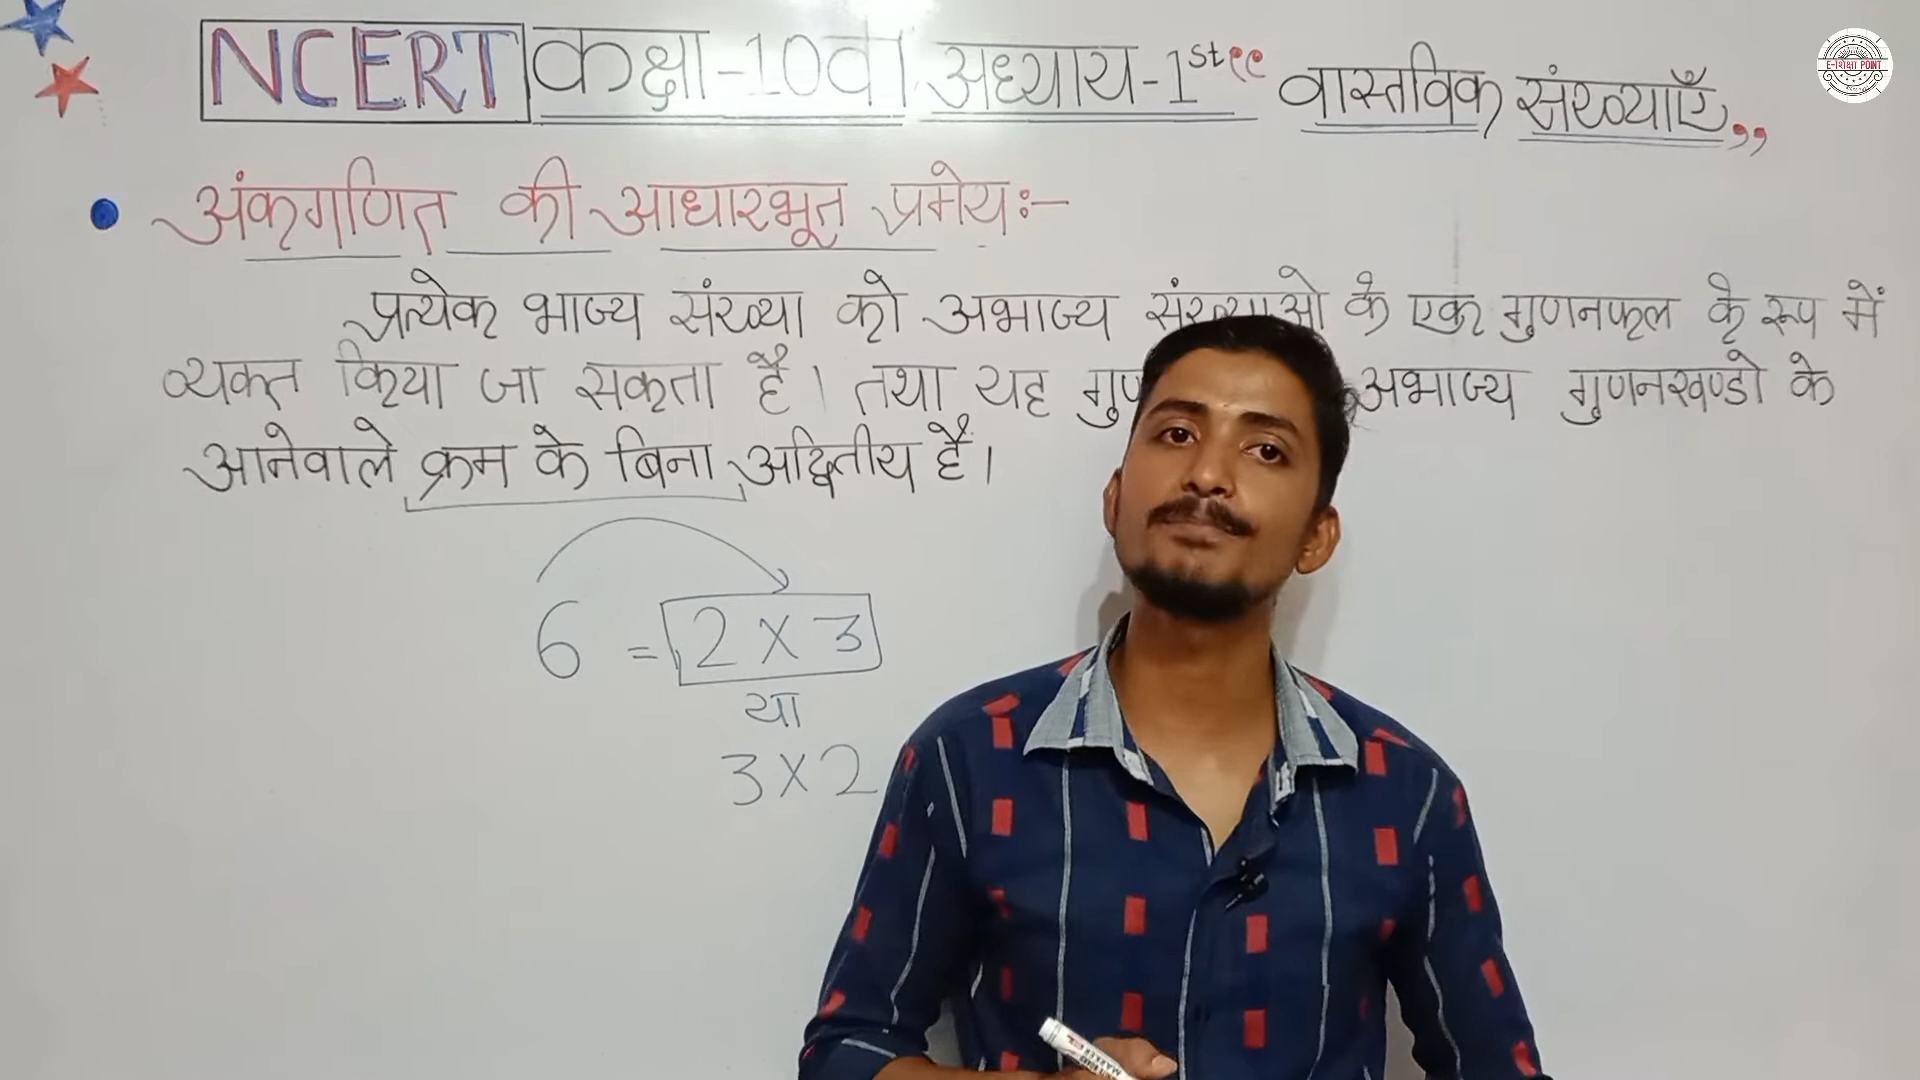 NCERT कक्षा-10वीं अध्याय-1st "वास्तविक संख्याएँ,,
E-शिक्षा POINT
अंकगणित की आधारभूत प्रमेय:-
प्रत्येक भाज्य संख्या को अभाज्य संख्याओ के एक गुणनफल के रूप में
व्यक्त किया जा सकता है। तथा यह अभाज्य गुणनखण्डो के
आनेवाले क्रम के बिना अद्वितीय है।
6 = 2 X 3
या
3 X 2